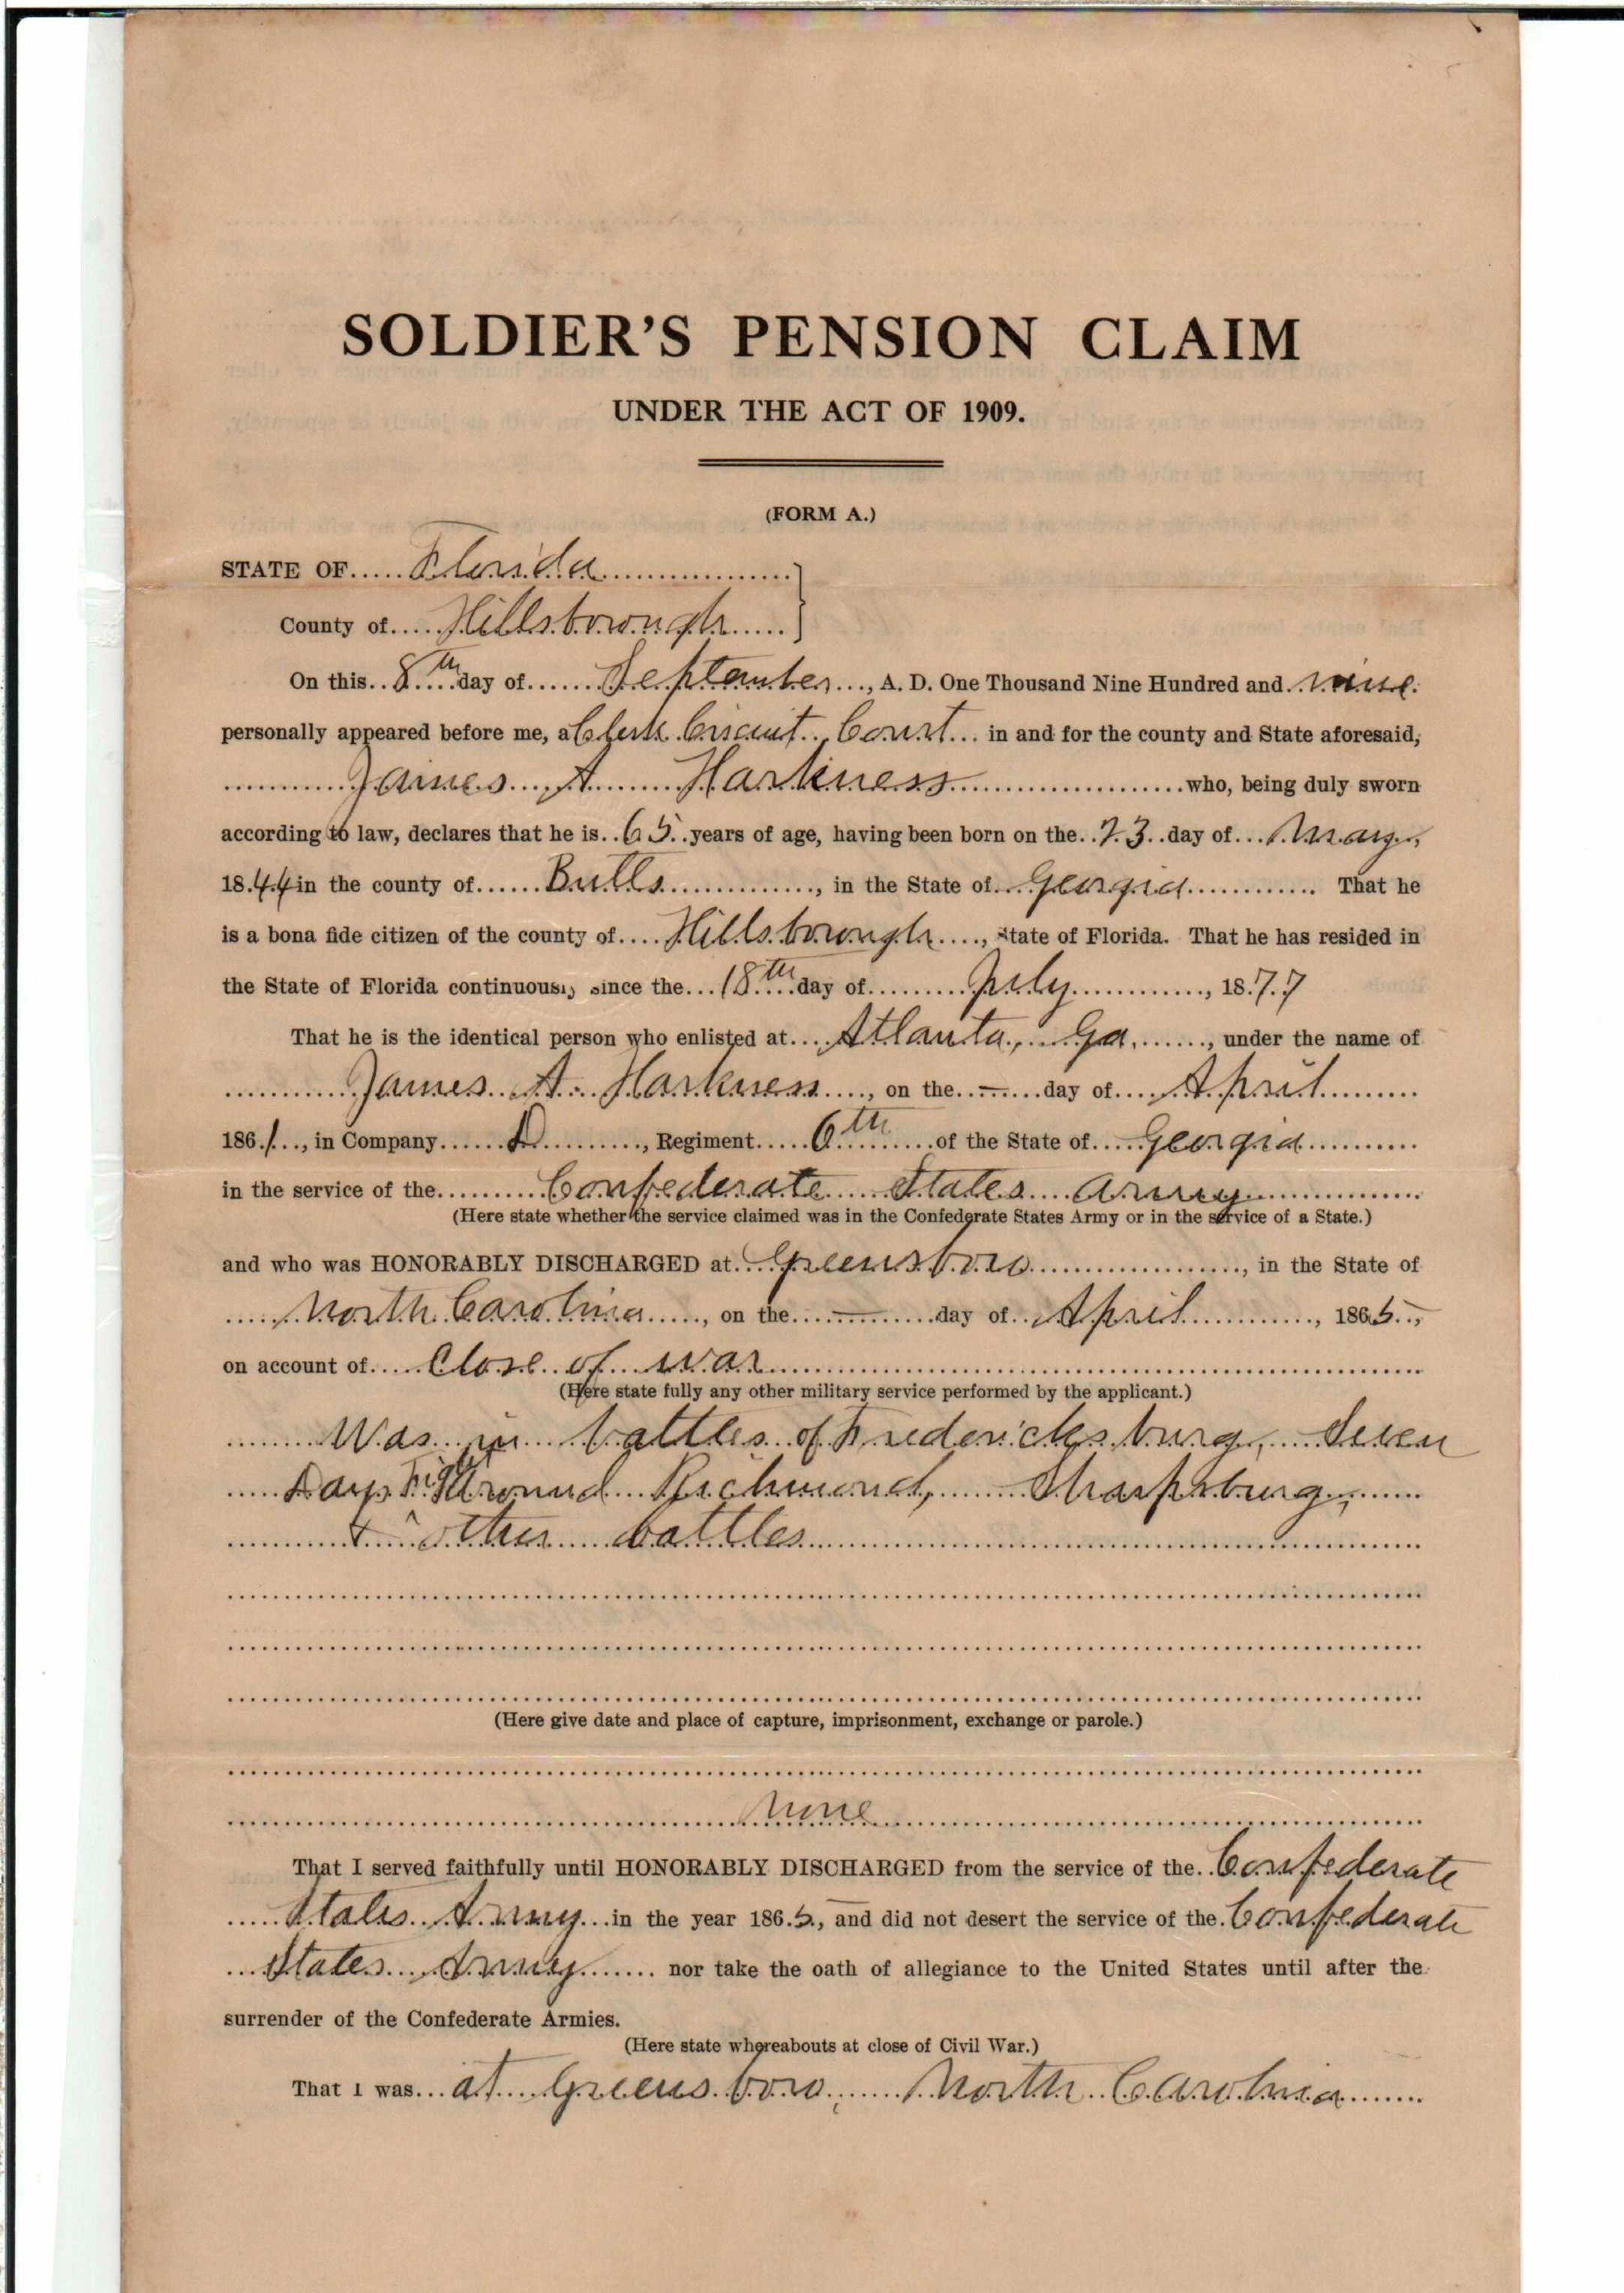 SOLDIER'S PENSION CLAIM
UNDER THE ACT OF 1909.
(FORM A.)
STATE OF Florida
County of Hillsborough
On this 8th day of September, A. D. One Thousand Nine Hundred and nine
personally appeared before me, a Clerk Circuit Court in and for the county and State aforesaid,
James A Harkness who, being duly sworn
according to law, declares that he is 65 years of age, having been born on the 23 day of May,
1844 in the county of Butts, in the State of Georgia. That he
is a bona fide citizen of the county of Hillsborough, State of Florida. That he has resided in
the State of Florida continuously since the 18th day of July, 1877
That he is the identical person who enlisted at Atlanta, Ga., under the name of
James A. Harkness, on the — day of April
1861, in Company D, Regiment 6th of the State of Georgia
in the service of the Confederate States Army
(Here state whether the service claimed was in the Confederate States Army or in the service of a State.)
and who was HONORABLY DISCHARGED at Greensboro, in the State of
North Carolina, on the — day of April, 1865,
on account of Close of war
(Here state fully any other military service performed by the applicant.)
Was in battles of Fredericksburg, Seven
Days Fight Around Richmond, Sharpsburg,
& other battles
(Here give date and place of capture, imprisonment, exchange or parole.)
None
That I served faithfully until HONORABLY DISCHARGED from the service of the Confederate
States Army in the year 1865, and did not desert the service of the Confederate
States Army nor take the oath of allegiance to the United States until after the
surrender of the Confederate Armies.
(Here state whereabouts at close of Civil War.)
That I was at Greensboro, North Carolina